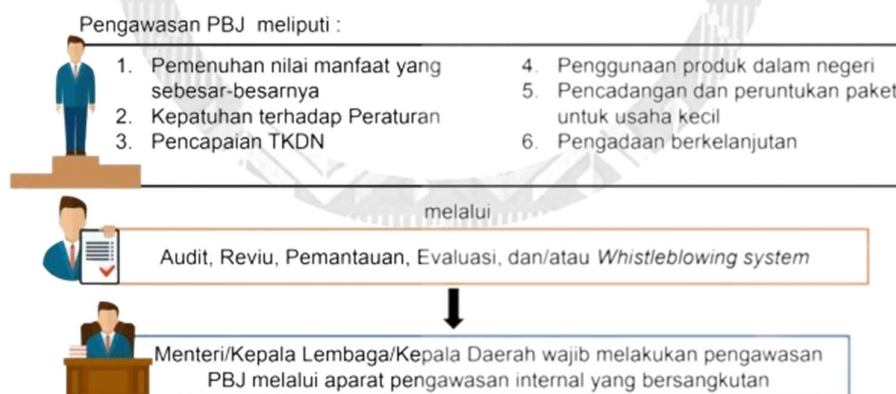 Pengawasan PBJ meliputi :
1. Pemenuhan nilai manfaat yang
sebesar-besarnya
2. Kepatuhan terhadap Peraturan
3. Pencapaian TKDN
4. Penggunaan produk dalam negeri
5. Pencadangan dan peruntukan paket
untuk usaha kecil
6. Pengadaan berkelanjutan
melalui
Audit, Reviu, Pemantauan, Evaluasi, dan/atau Whistleblowing system
Menteri/Kepala Lembaga/Kepala Daerah wajib melakukan pengawasan
PBJ melalui aparat pengawasan internal yang bersangkutan